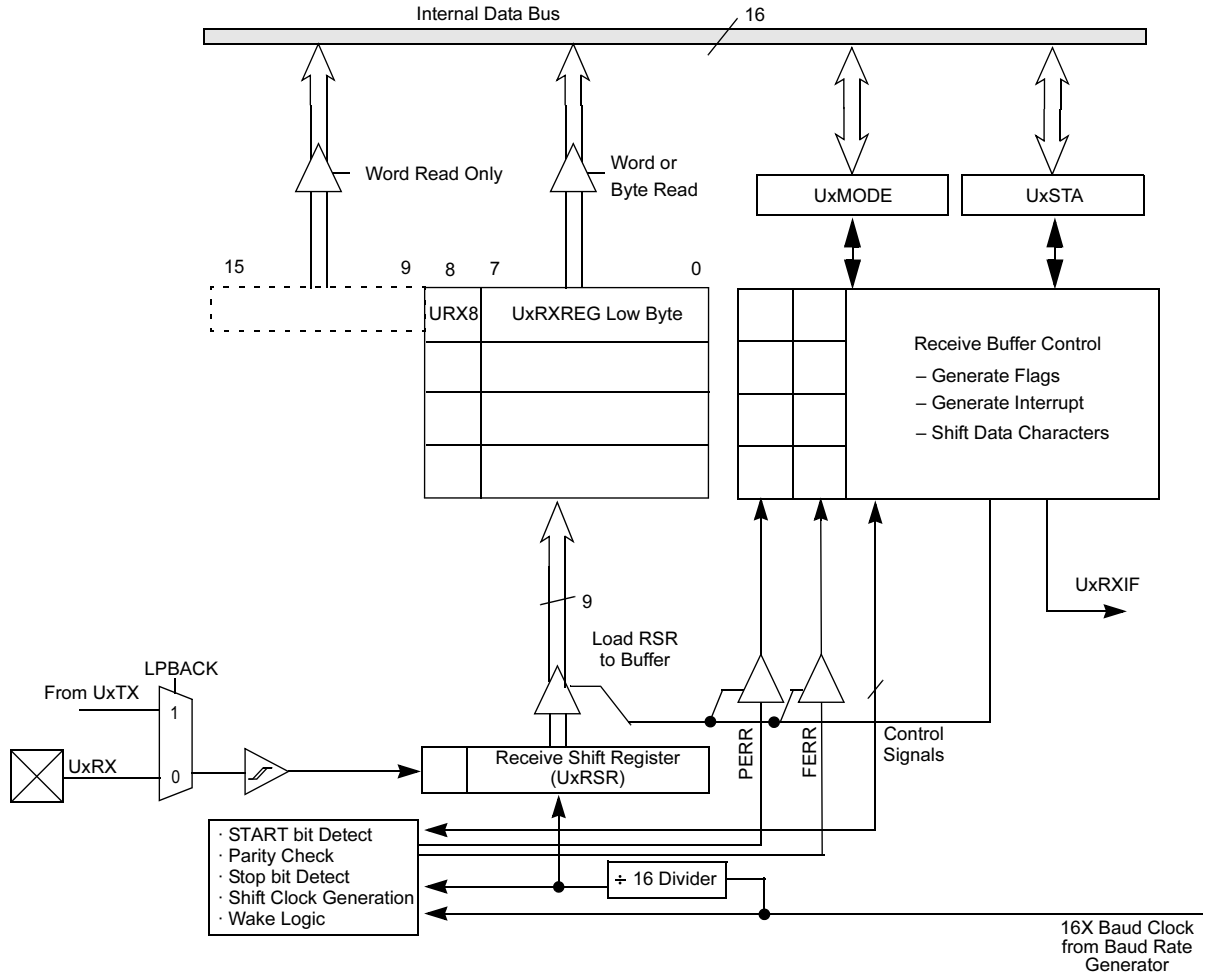 Internal Data Bus
16
Word Read Only
Word or
Byte Read
UxMODE
UxSTA
15
9
8
7
0
URX8
UxRXREG Low Byte
Receive Buffer Control
– Generate Flags
– Generate Interrupt
– Shift Data Characters
9
UxRXIF
Load RSR
to Buffer
LPBACK
From UxTX
1
UxRX
0
Receive Shift Register
(UxRSR)
PERR
FERR
Control
Signals
· START bit Detect
· Parity Check
· Stop bit Detect
· Shift Clock Generation
· Wake Logic
÷ 16 Divider
16X Baud Clock
from Baud Rate
Generator